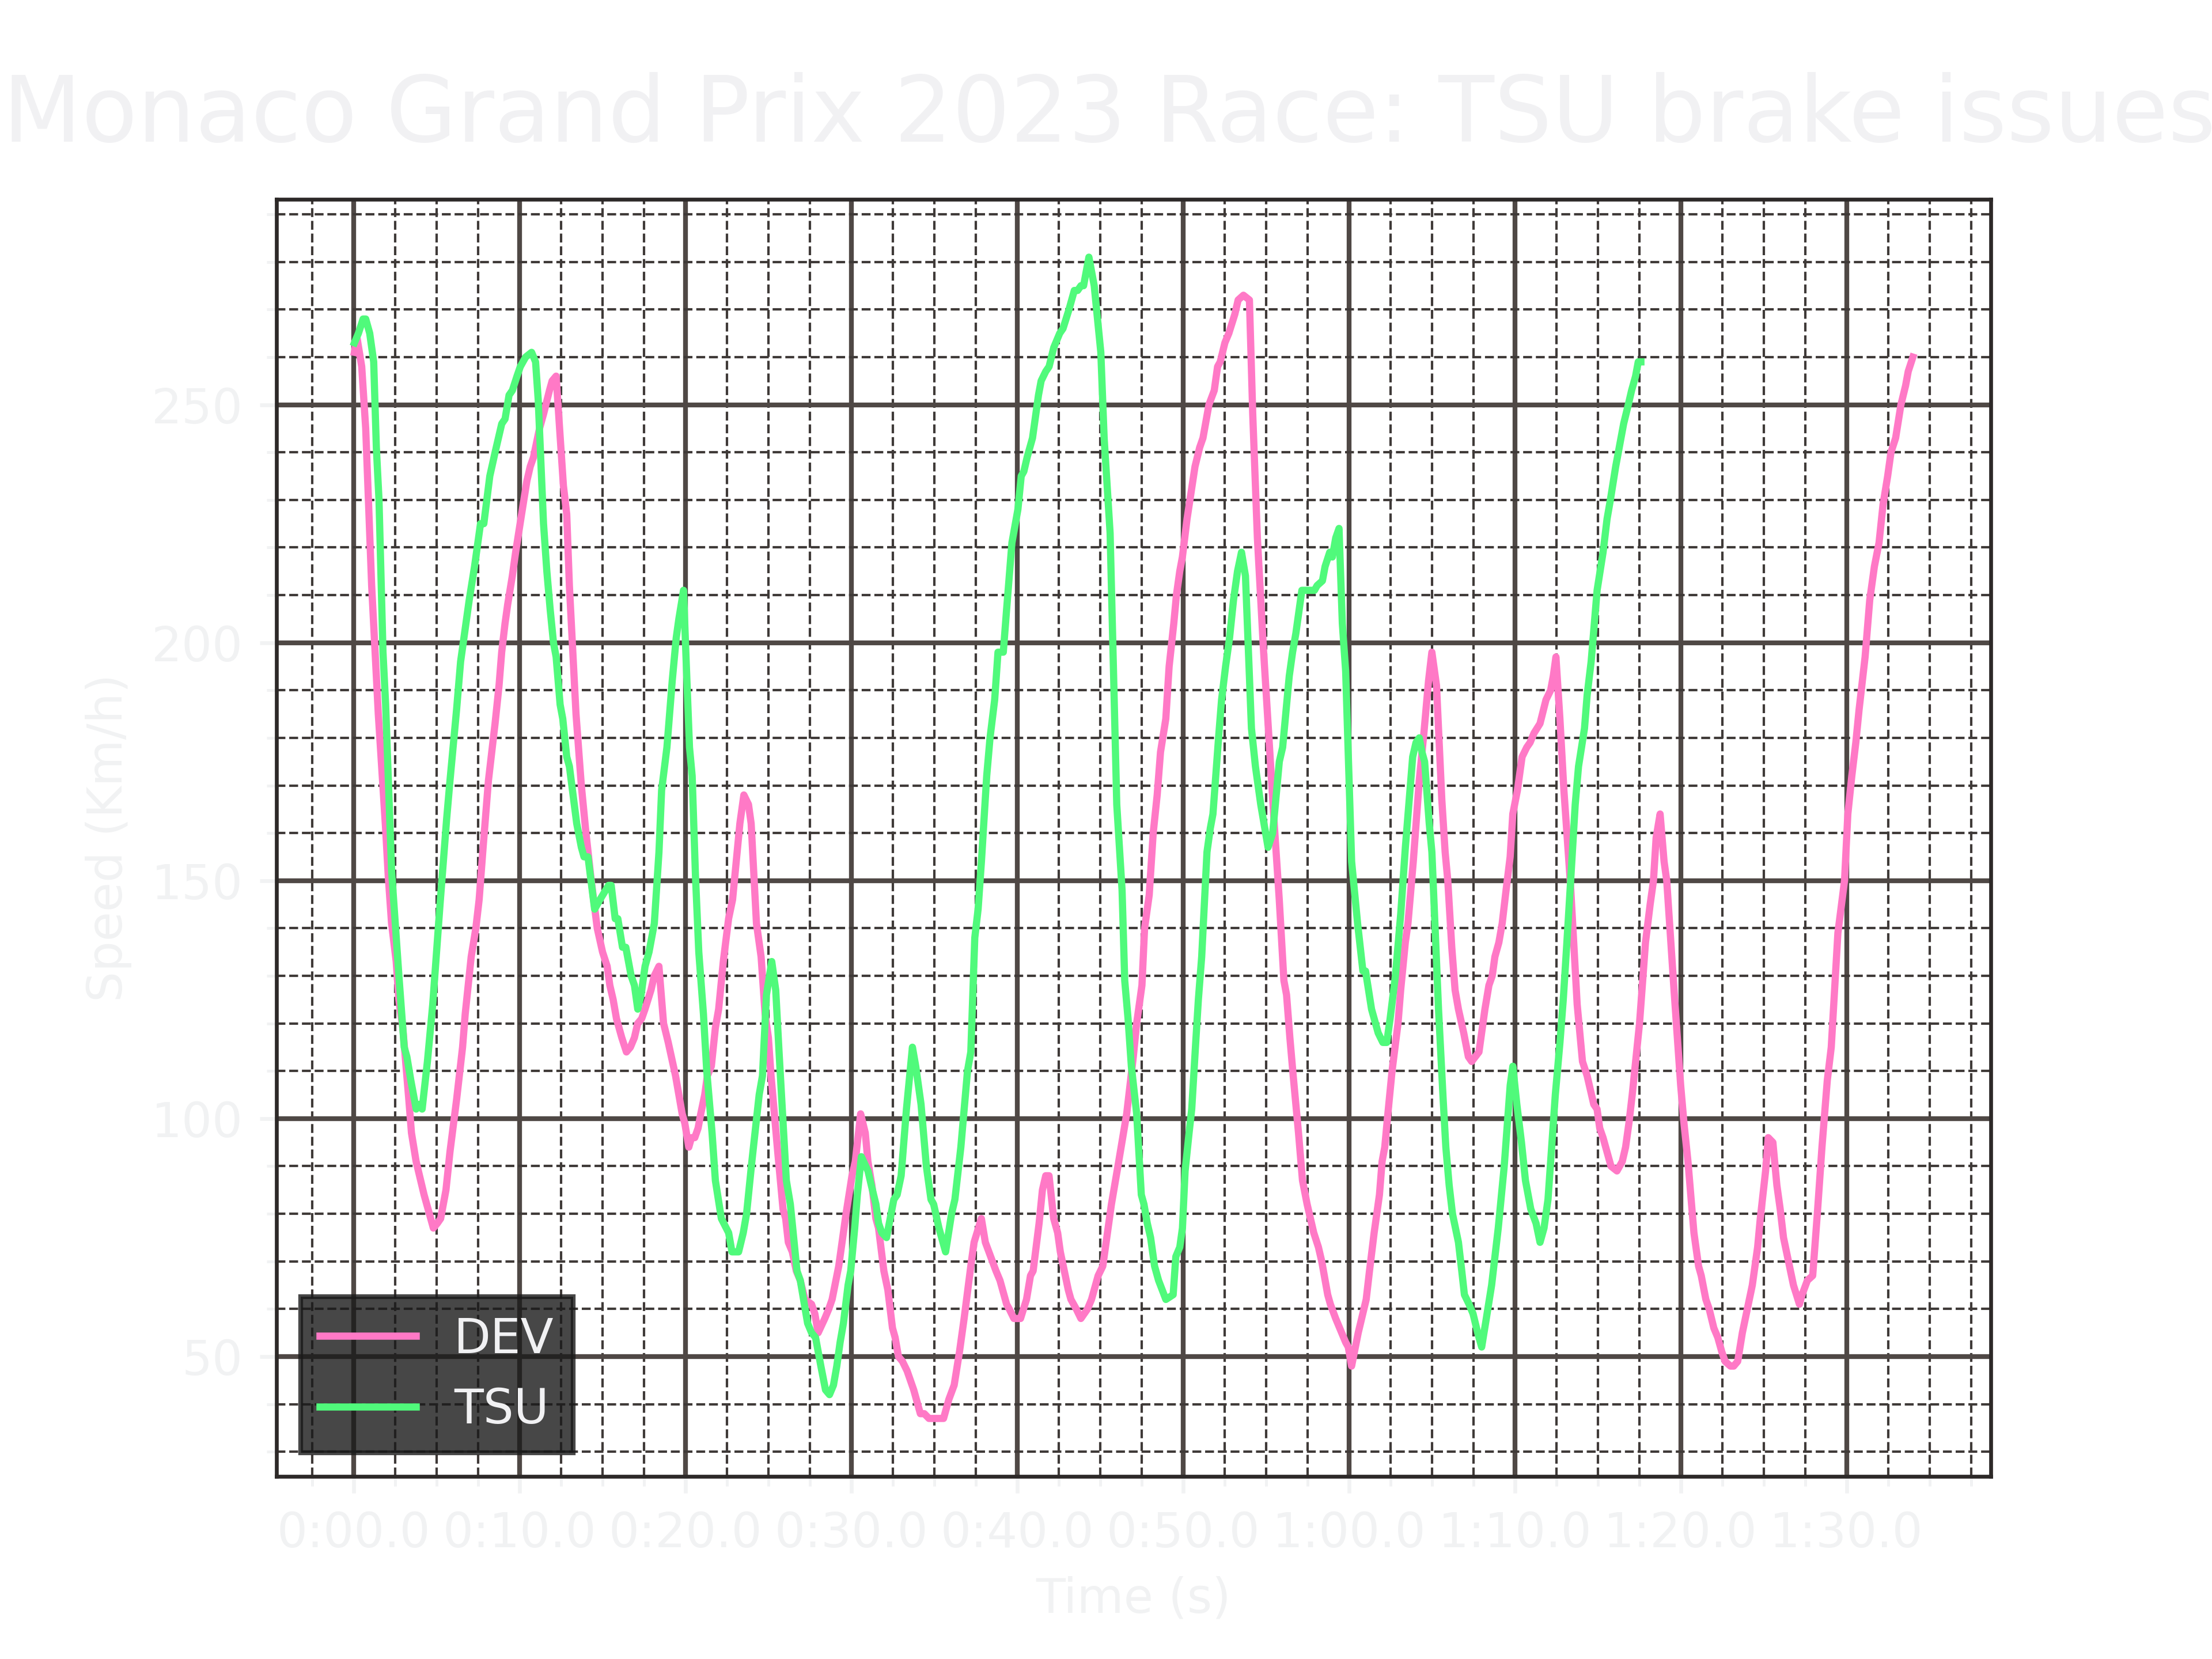 Monaco Grand Prix 2023 Race: TSU brake issues
Speed (Km/h)
250
200
150
100
50
DEV
TSU
0:00.0 0:10.0 0:20.0 0:30.0 0:40.0 0:50.0 1:00.0 1:10.0 1:20.0 1:30.0
Time (s)